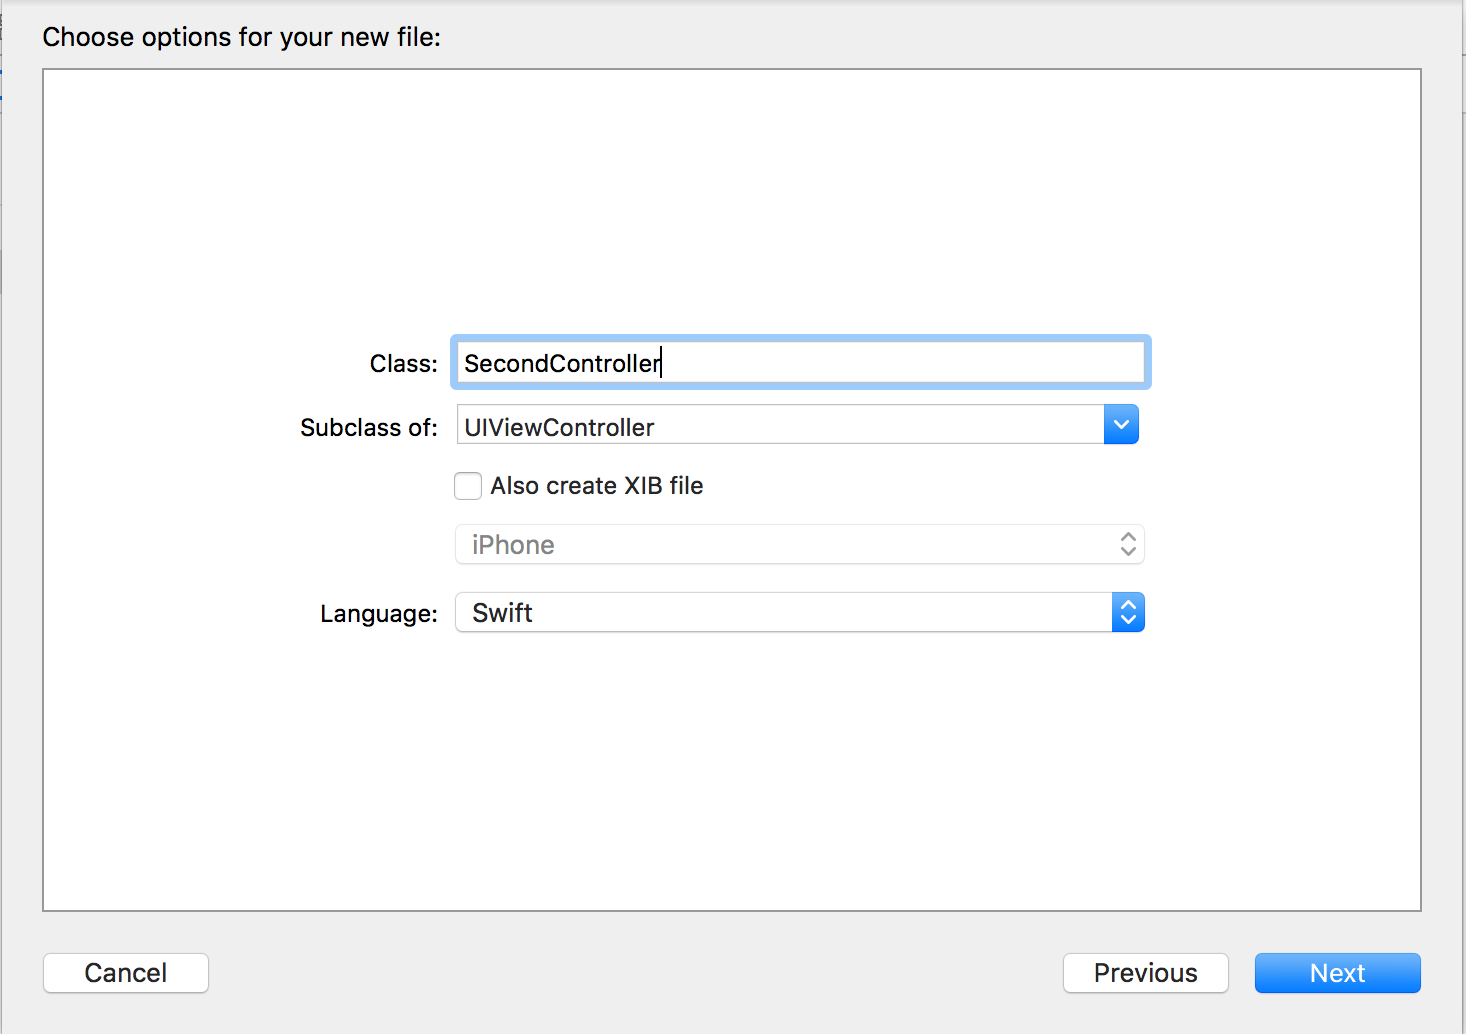 Choose options for your new file:
Class: SecondController
Subclass of: UIViewController
Also create XIB file
iPhone
Language: Swift
Cancel Previous Next